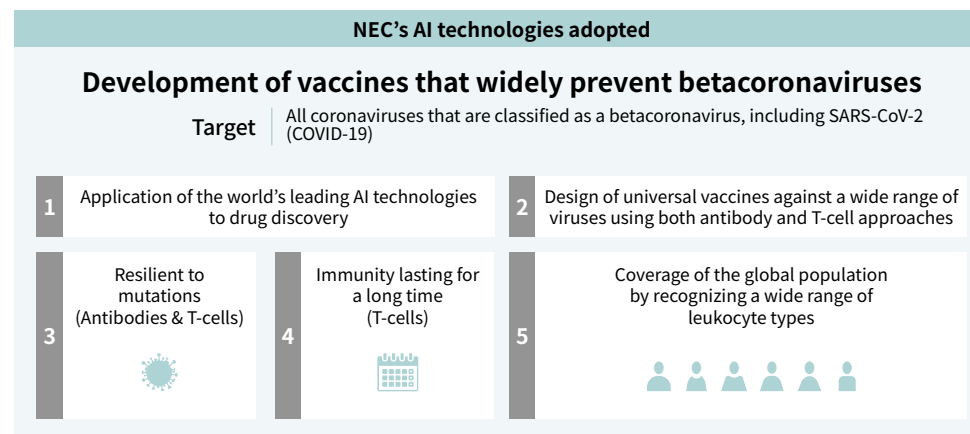 NEC’s AI technologies adopted
Development of vaccines that widely prevent betacoronaviruses
Target
All coronaviruses that are classified as a betacoronavirus, including SARS-CoV-2
(COVID-19)
1
Application of the world’s leading AI technologies
to drug discovery
2
Design of universal vaccines against a wide range of
viruses using both antibody and T-cell approaches
3
Resilient to
mutations
(Antibodies & T-cells)
4
Immunity lasting for
a long time
(T-cells)
5
Coverage of the global population
by recognizing a wide range of
leukocyte types